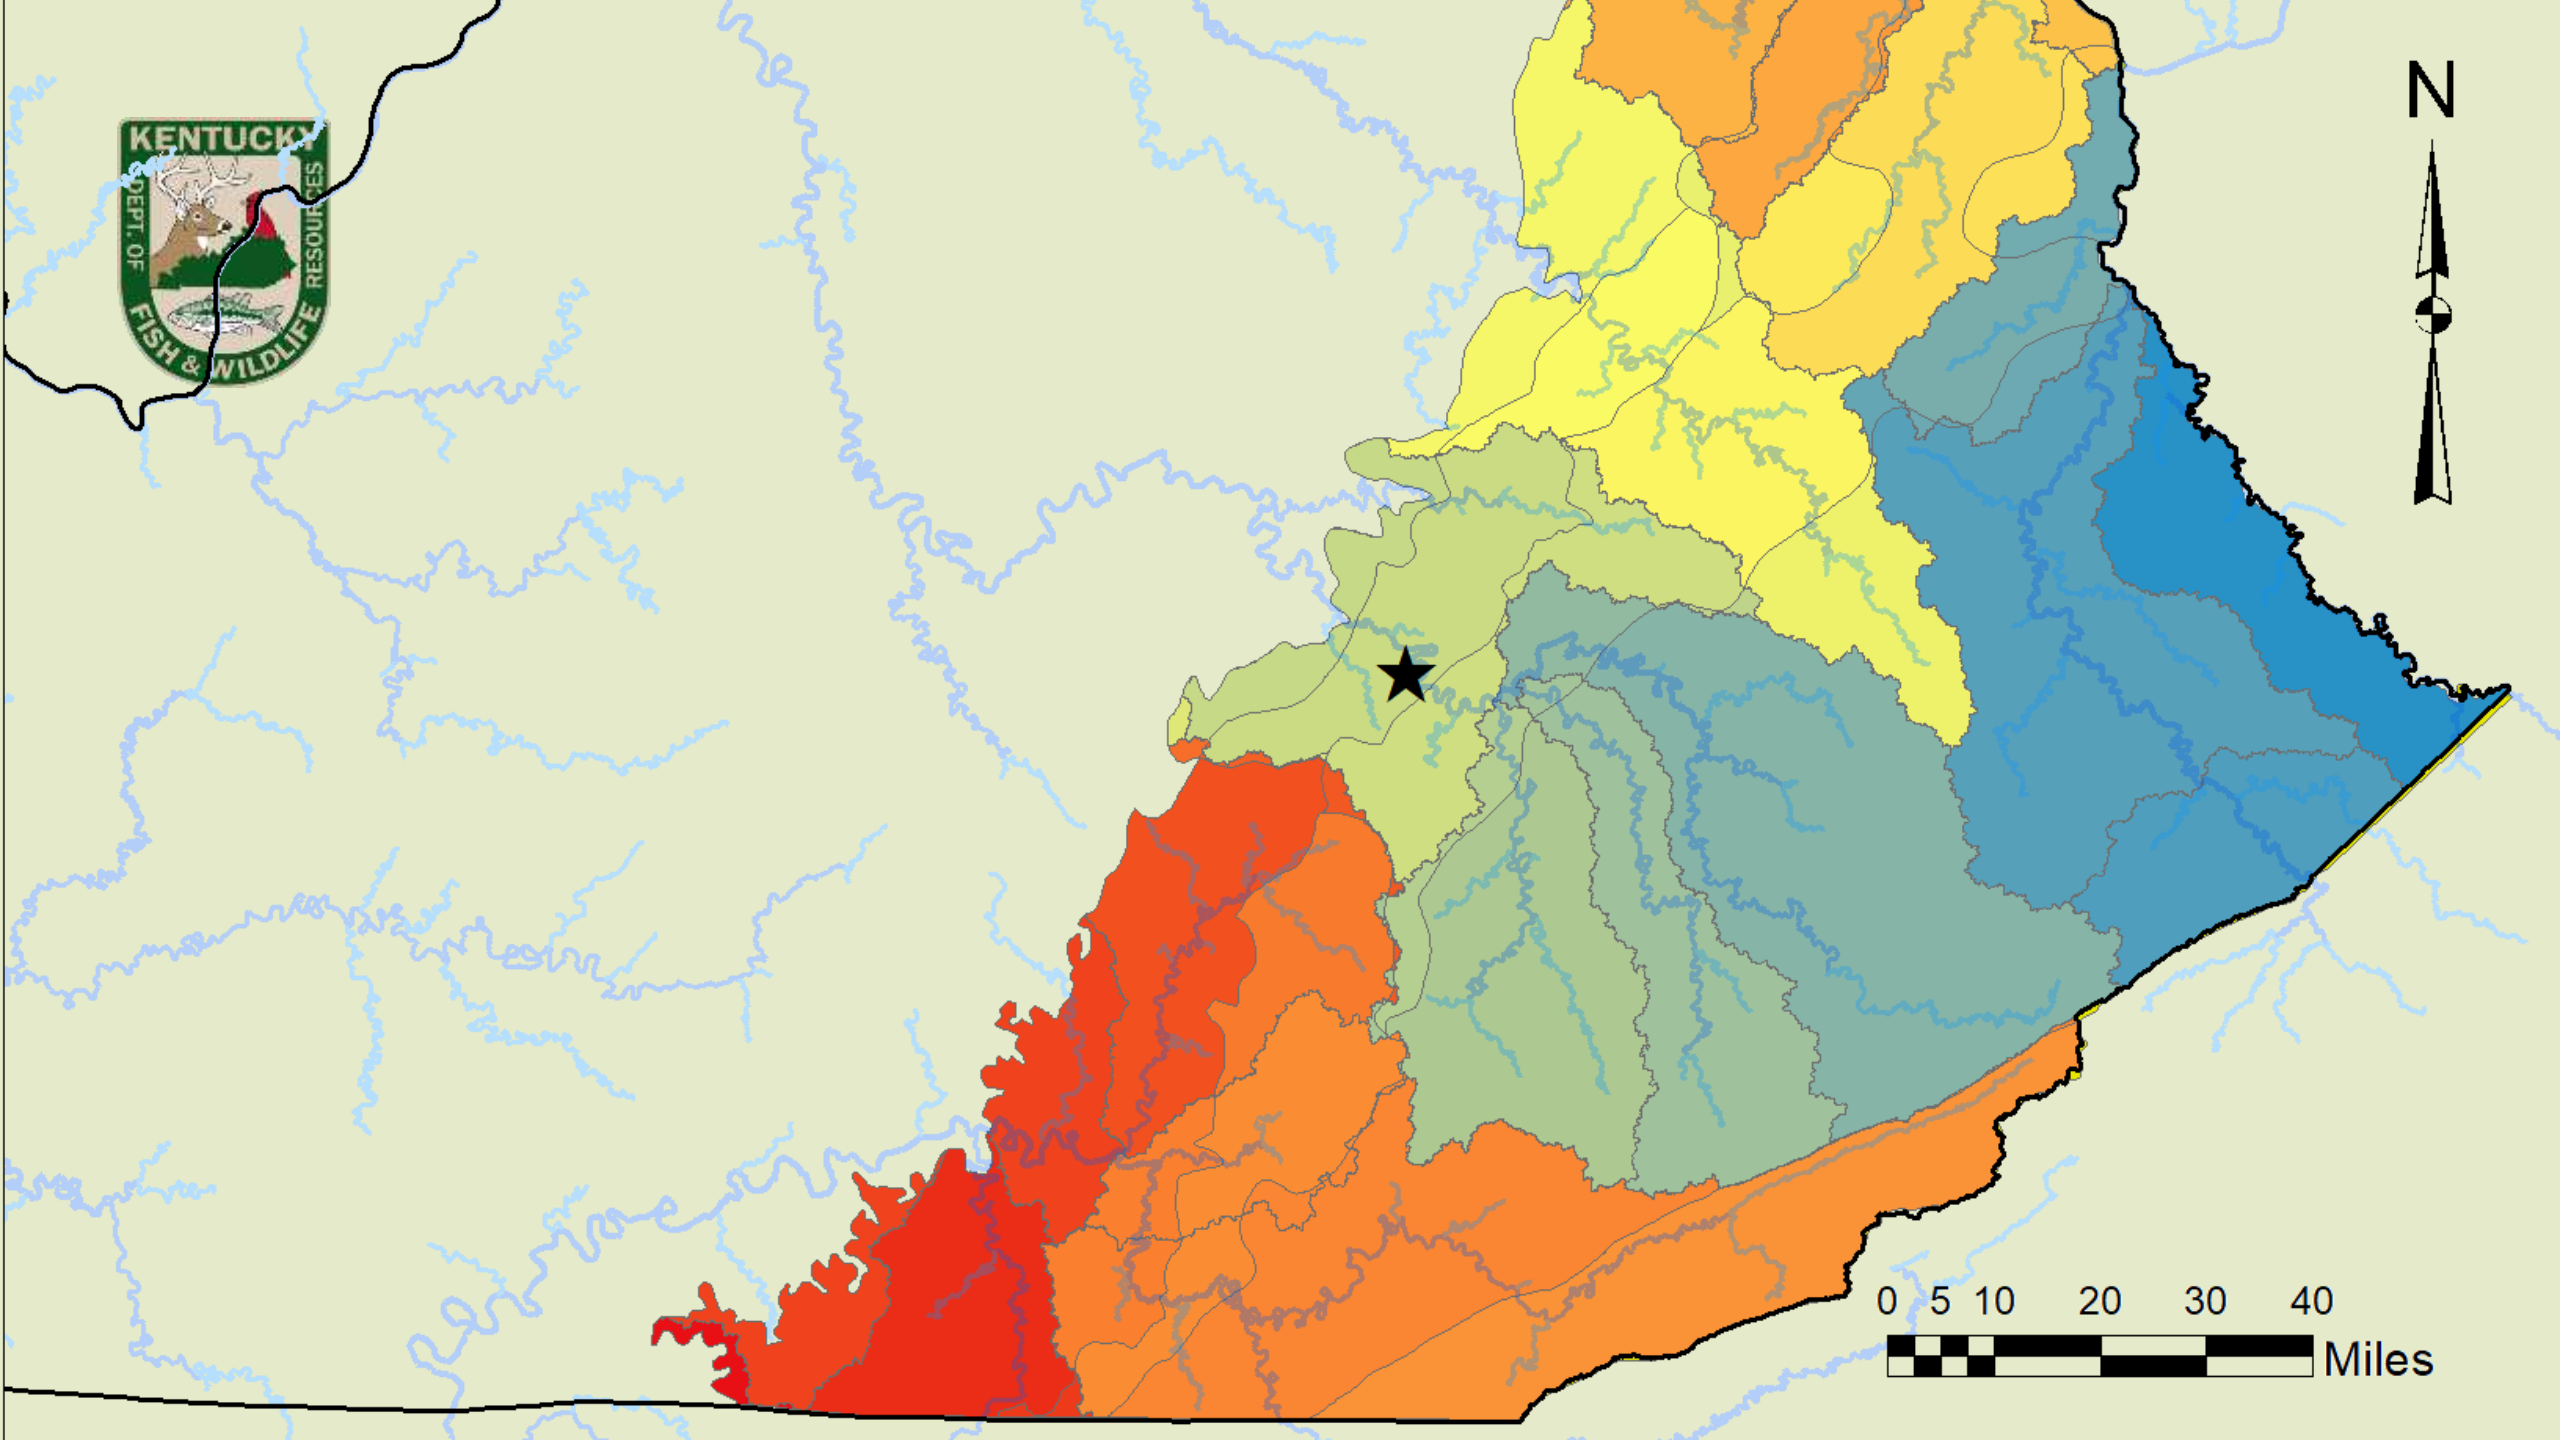 KENTUCKY
DEPT. OF
FISH & WILDLIFE
RESOURCES
N
0 5 10 20 30 40
Miles